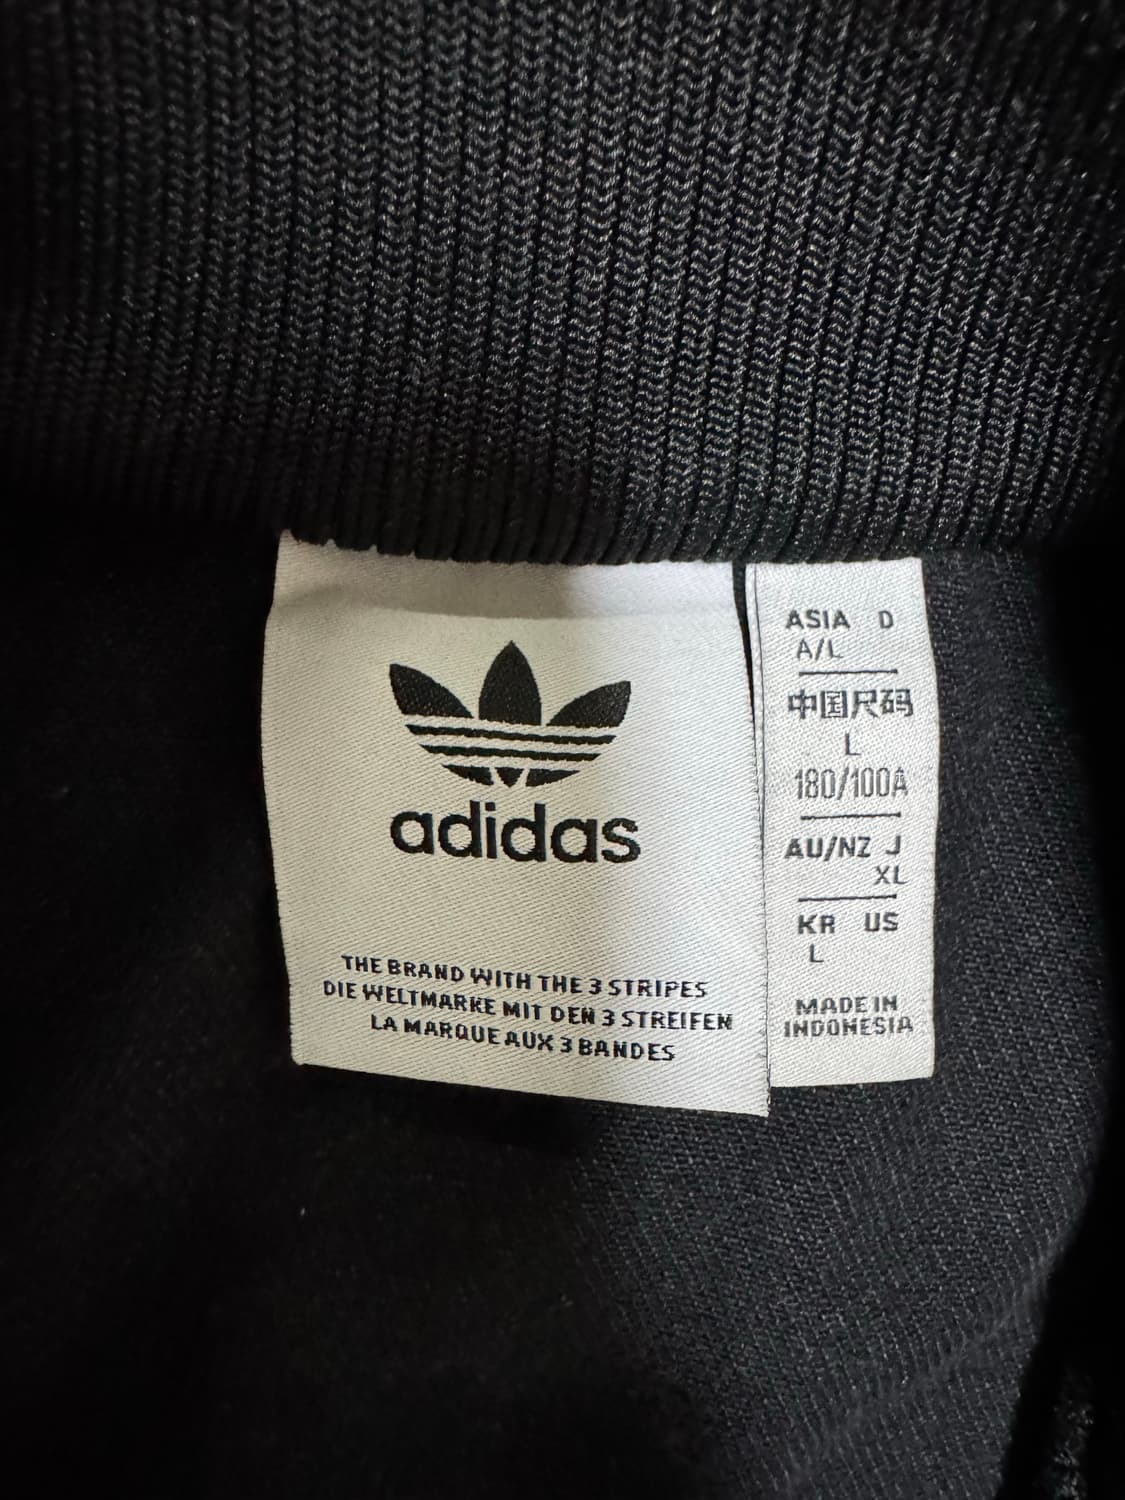 adidas
THE BRAND WITH THE 3 STRIPES
DIE WELTMARKE MIT DEN 3 STREIFEN
LA MARQUE AUX 3 BANDES
ASIA D
A/L
中国尺码
L
180/100A
AU/NZ J
XL
KR US
L
MADE IN
INDONESIA